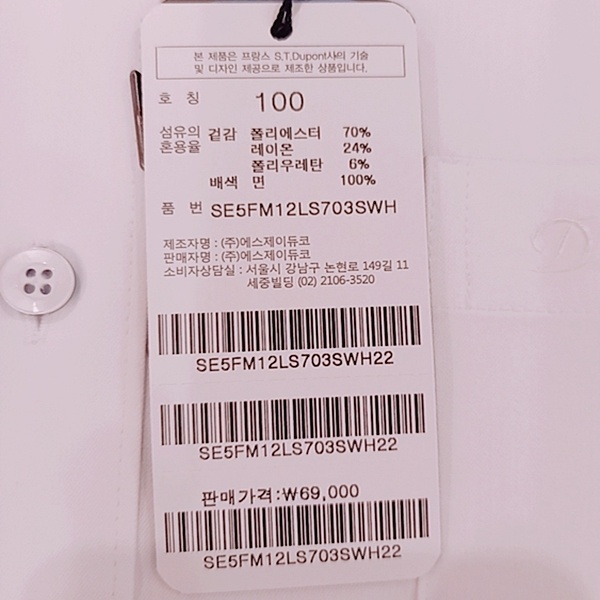 본 제품은 프랑스 S.T.Dupont사의 기술
및 디자인 제공으로 제조한 상품입니다.
호 칭 100
섬유의 겉감 폴리에스터 70%
혼용율 레이온 24%
폴리우레탄 6%
배색 면 100%
품 번 SE5FM12LS703SWH
제조자명 : (주)에스제이듀코
판매자명 : (주)에스제이듀코
소비자상담실 : 서울시 강남구 논현로 149길 11
세중빌딩 (02) 2106-3520
SE5FM12LS703SWH22
SE5FM12LS703SWH22
판매가격:₩69,000
SE5FM12LS703SWH22